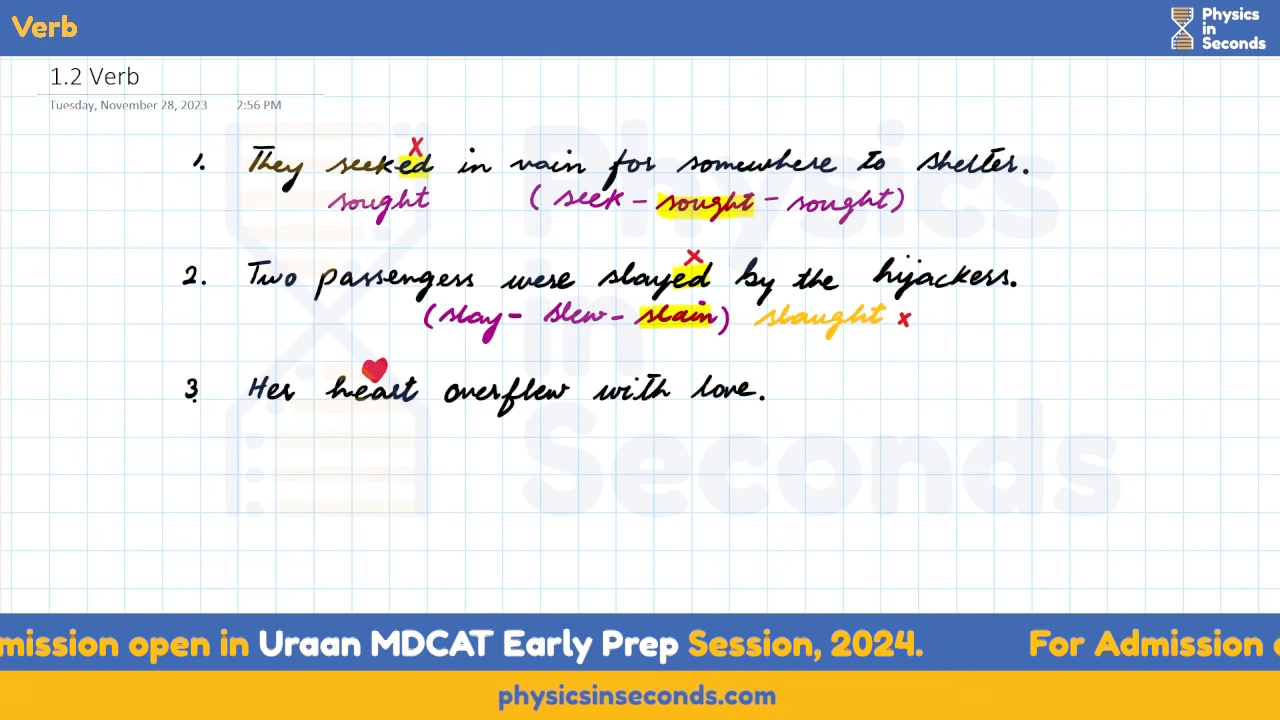 Verb
Physics
in
Seconds
1.2 Verb
Tuesday, November 28, 2023 2:56 PM
x
1. They seeked in vain for somewhere to shelter.
sought (seek - sought - sought)
x
2. Two passengers were slayed by the hijackers.
(slay - slew - slain) slaught x
3. Her heart overflew with love.
Physics
in
Seconds
mission open in Uraan MDCAT Early Prep Session, 2024. For Admission
physicsinseconds.com